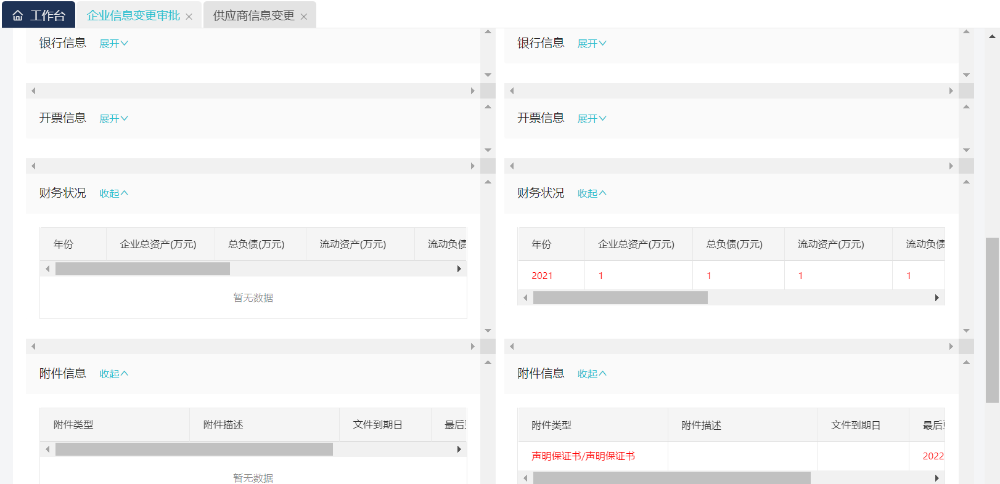 工作台 企业信息变更审批 供应商信息变更
银行信息 展开 银行信息 展开
开票信息 展开 开票信息 展开
财务状况 收起 财务状况 收起
年份 企业总资产(万元) 总负债(万元) 流动资产(万元) 流动负债 年份 企业总资产(万元) 总负债(万元) 流动资产(万元) 流动负债
2021 1 1 1 1
暂无数据
附件信息 收起 附件信息 收起
附件类型 附件描述 文件到期日 最后 附件类型 附件描述 文件到期日 最后
声明保证书/声明保证书 2022
暂无数据